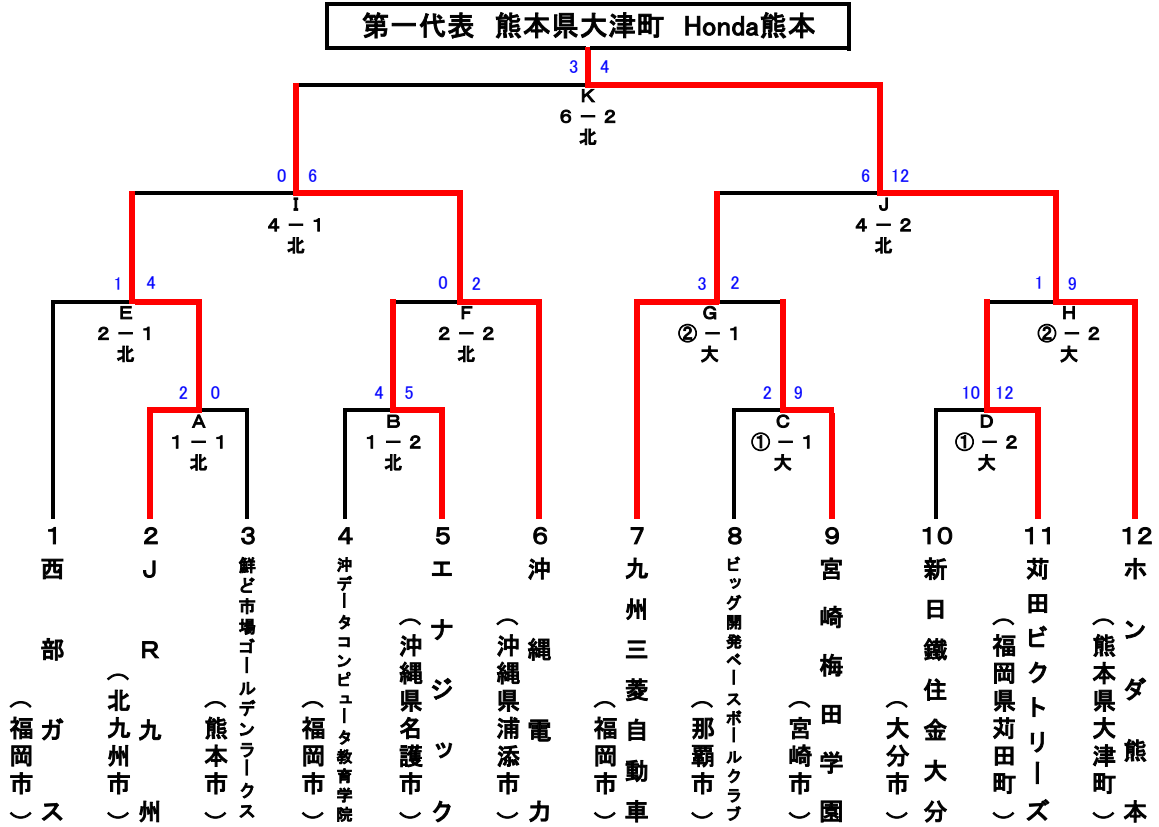 第一代表　熊本県大津町　Honda熊本
3 4
K
6 － 2
北
0 6
I
4 － 1
北
6 12
J
4 － 2
北
1 4
E
2 － 1
北
0 2
F
2 － 2
北
3 2
G
② － 1
大
1 9
H
② － 2
大
2 0
A
1 － 1
北
4 5
B
1 － 2
北
2 9
C
① － 1
大
10 12
D
① － 2
大
1
西部ガス
（福岡市）
2
ＪＲ九州
（北九州市）
3
鮮ど市場ゴールデンラークス
（熊本市）
4
沖データコンピュータ教育学院
（福岡市）
5
エナジック
（沖縄県名護市）
6
沖縄電力
（沖縄県浦添市）
7
九州三菱自動車
（福岡市）
8
ビッグ開発ベースボールクラブ
（那覇市）
9
宮崎梅田学園
（宮崎市）
10
新日鐵住金大分
（大分市）
11
苅田ビクトリーズ
（福岡県苅田町）
12
ホンダ熊本
（熊本県大津町）